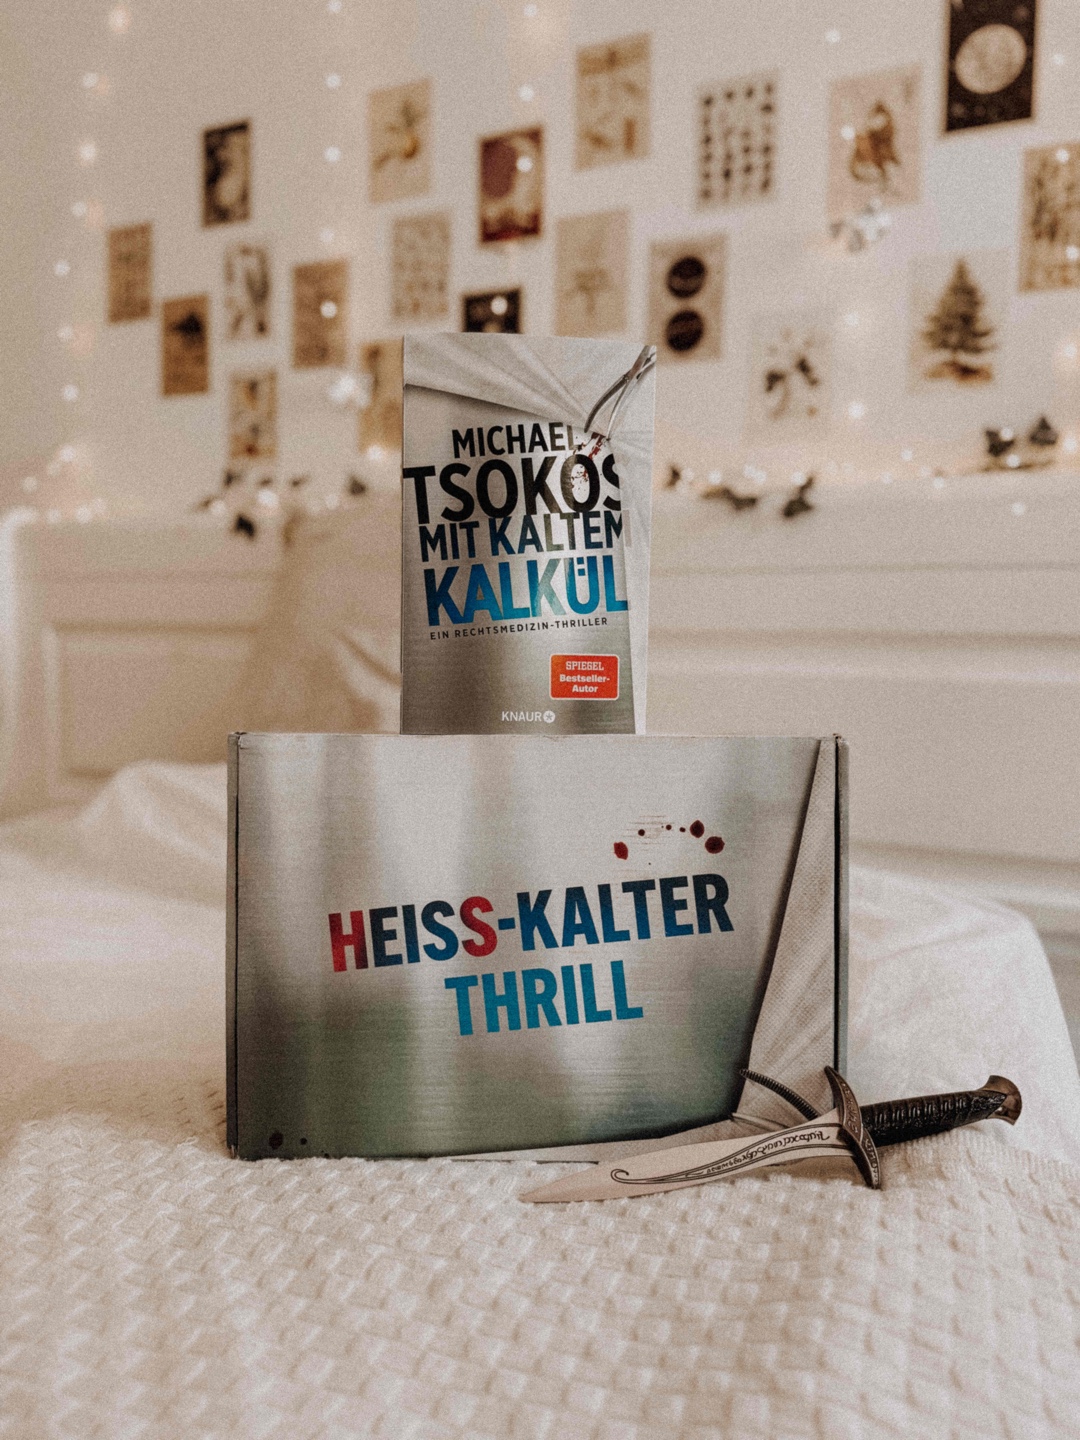 MICHAEL
TSOKOS
MIT KALTEM
KALKÜL
EIN RECHTSMEDIZIN-THRILLER
SPIEGEL
Bestseller-
Autor
KNAUR
HEISS-KALTER
THRILL